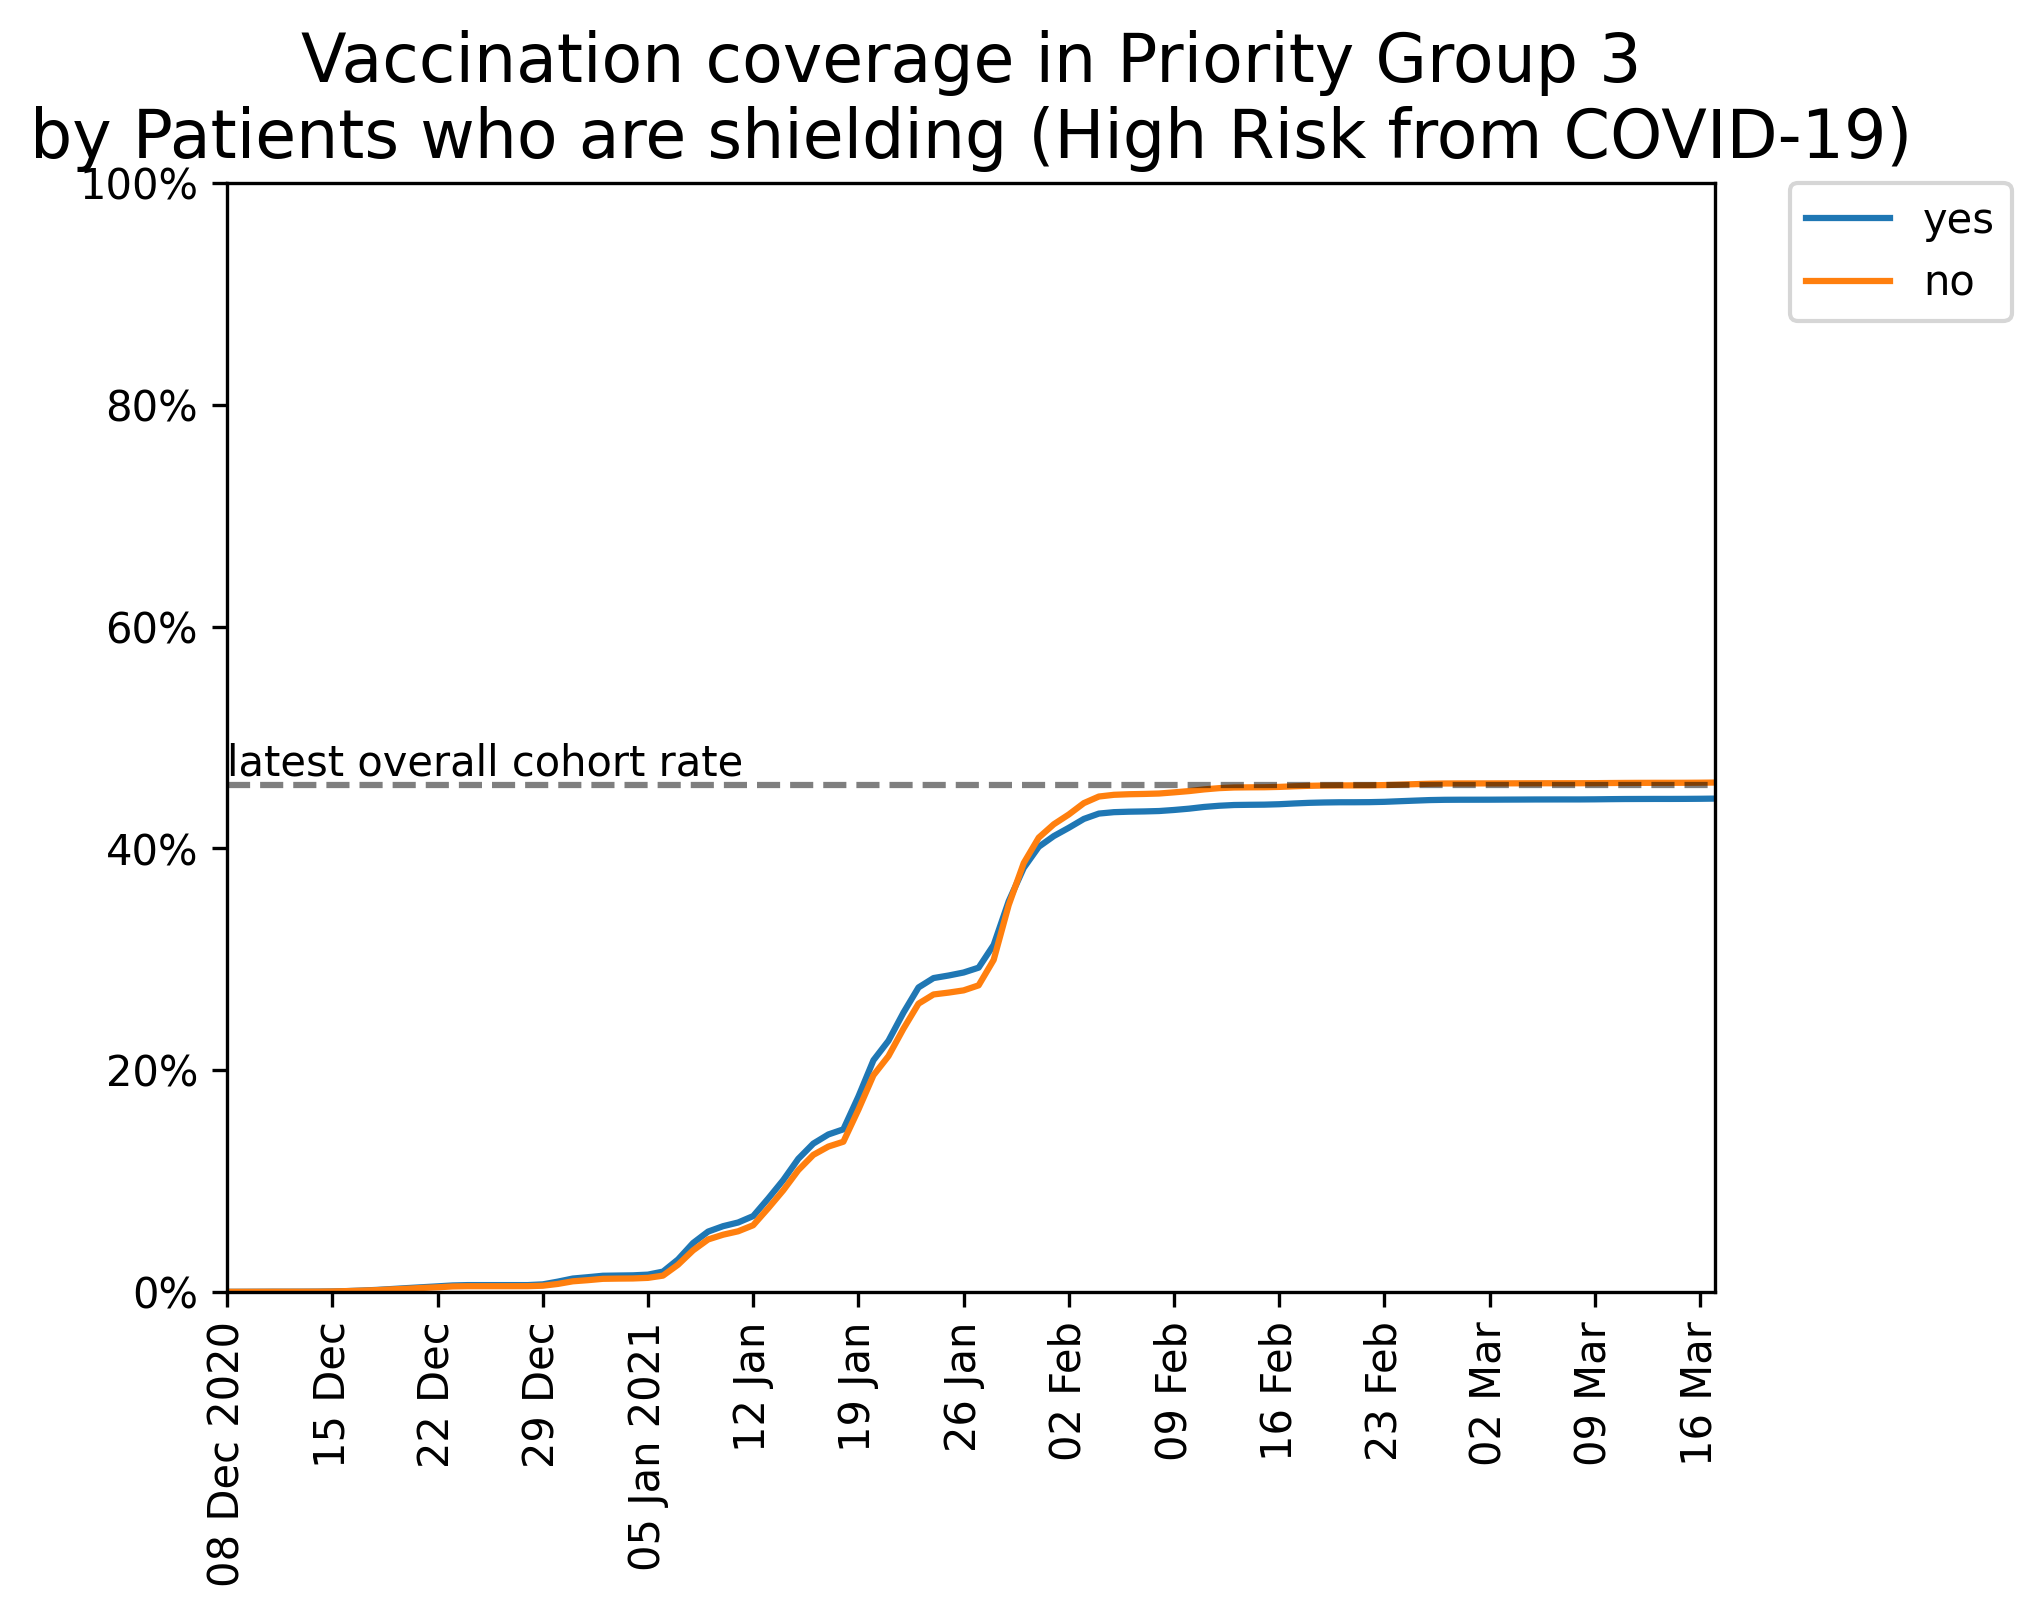 Vaccination coverage in Priority Group 3
by Patients who are shielding (High Risk from COVID-19)
100%
80%
60%
40%
20%
0%
latest overall cohort rate
yes
no
08 Dec 2020
15 Dec
22 Dec
29 Dec
05 Jan 2021
12 Jan
19 Jan
26 Jan
02 Feb
09 Feb
16 Feb
23 Feb
02 Mar
09 Mar
16 Mar